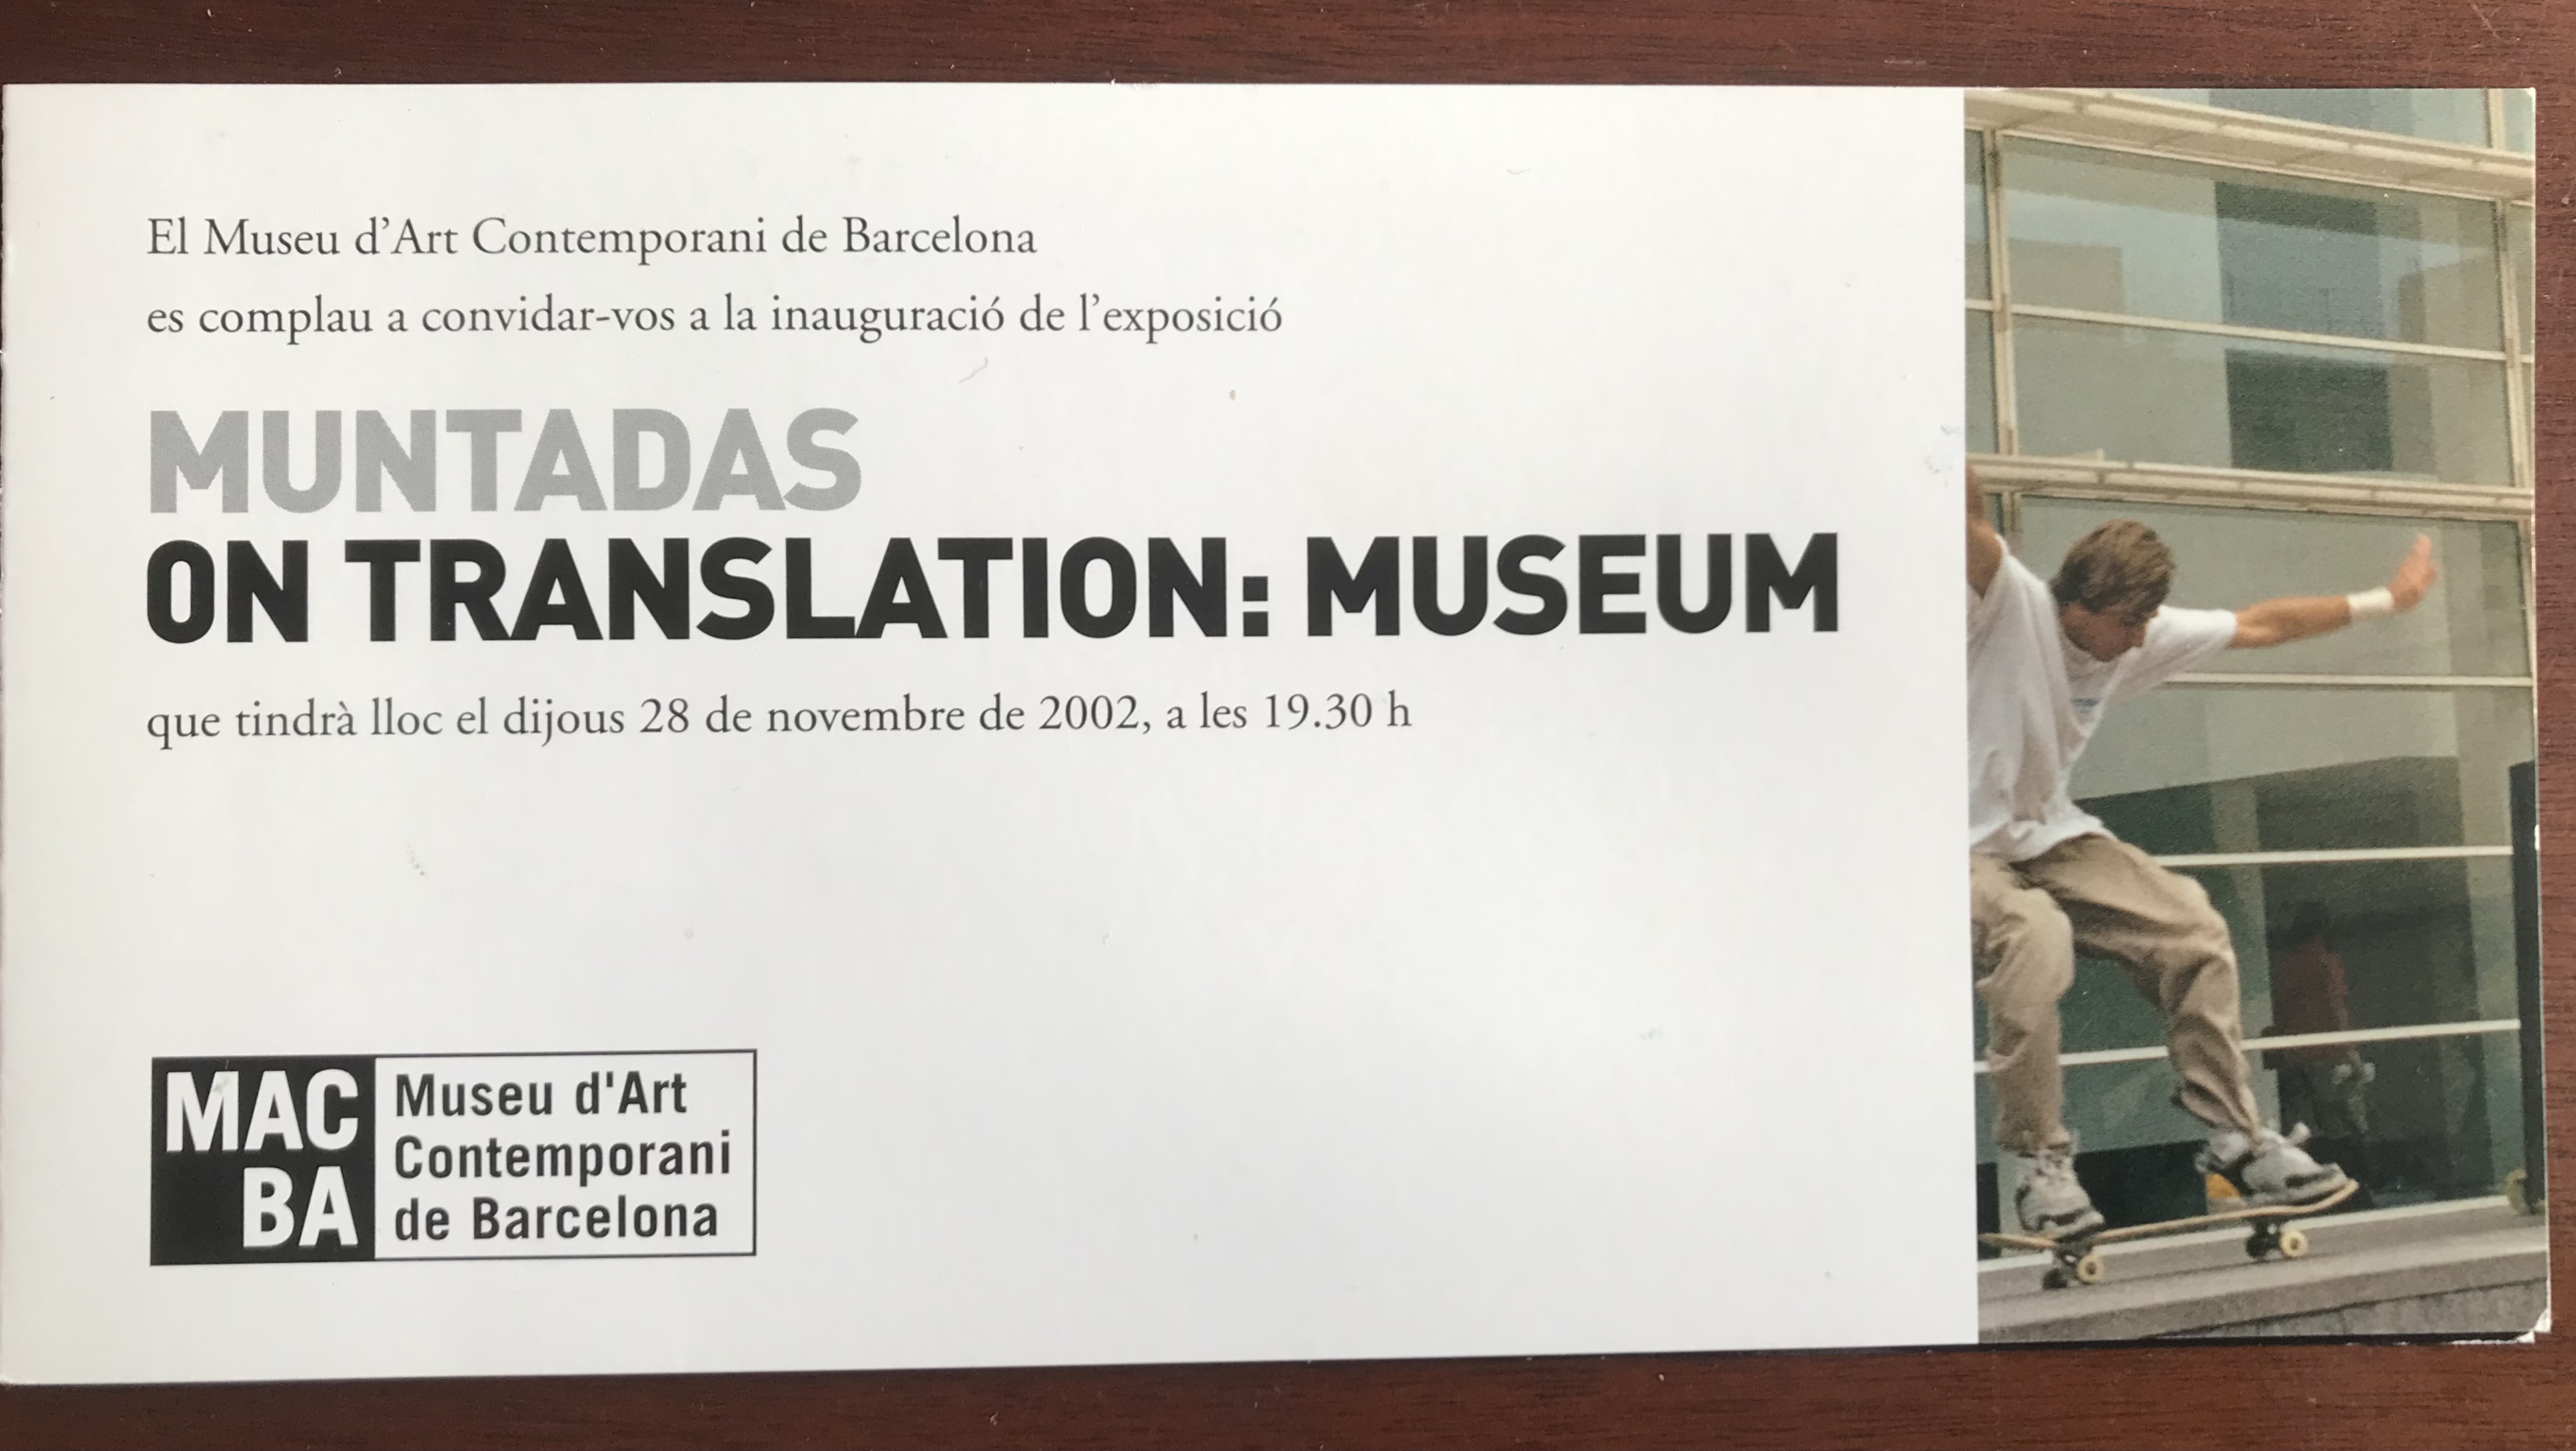 El Museu d’Art Contemporani de Barcelona
es complau a convidar-vos a la inauguració de l’exposició
MUNTADAS
ON TRANSLATION: MUSEUM
que tindrà lloc el dijous 28 de novembre de 2002, a les 19.30 h
MAC
BA
Museu d'Art
Contemporani
de Barcelona